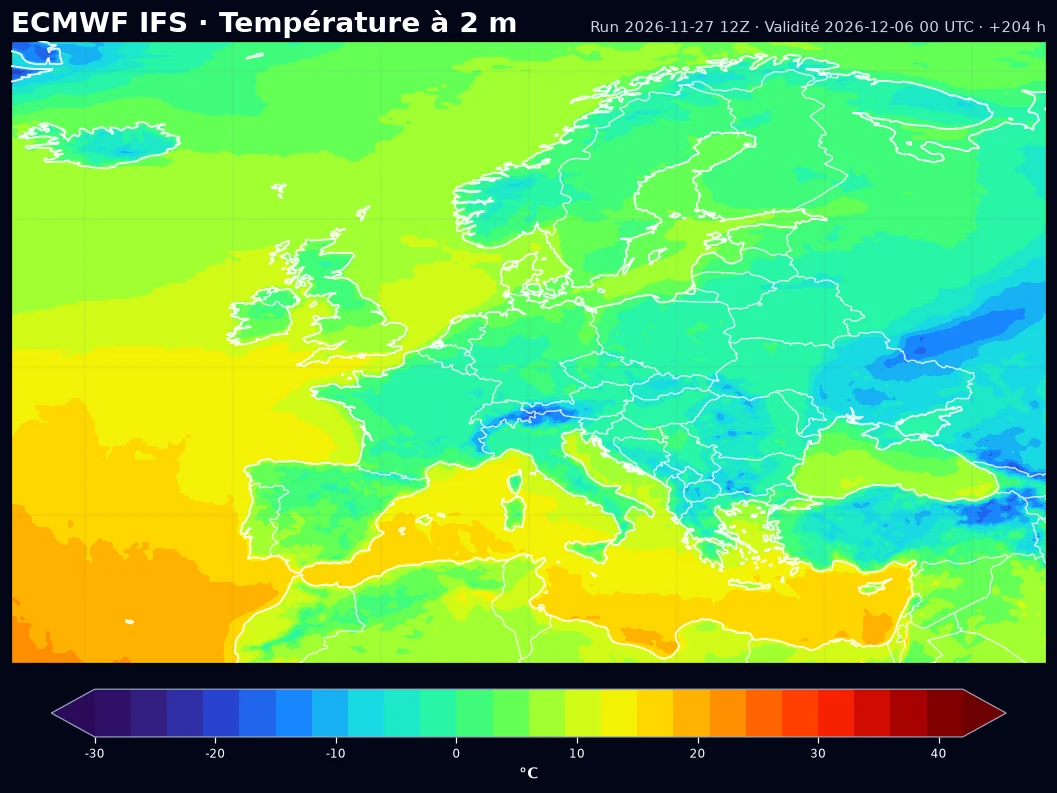 ECMWF IFS · Température à 2 m
Run 2026-11-27 12Z · Validité 2026-12-06 00 UTC · +204 h
-30 -20 -10 0 10 20 30 40
°C